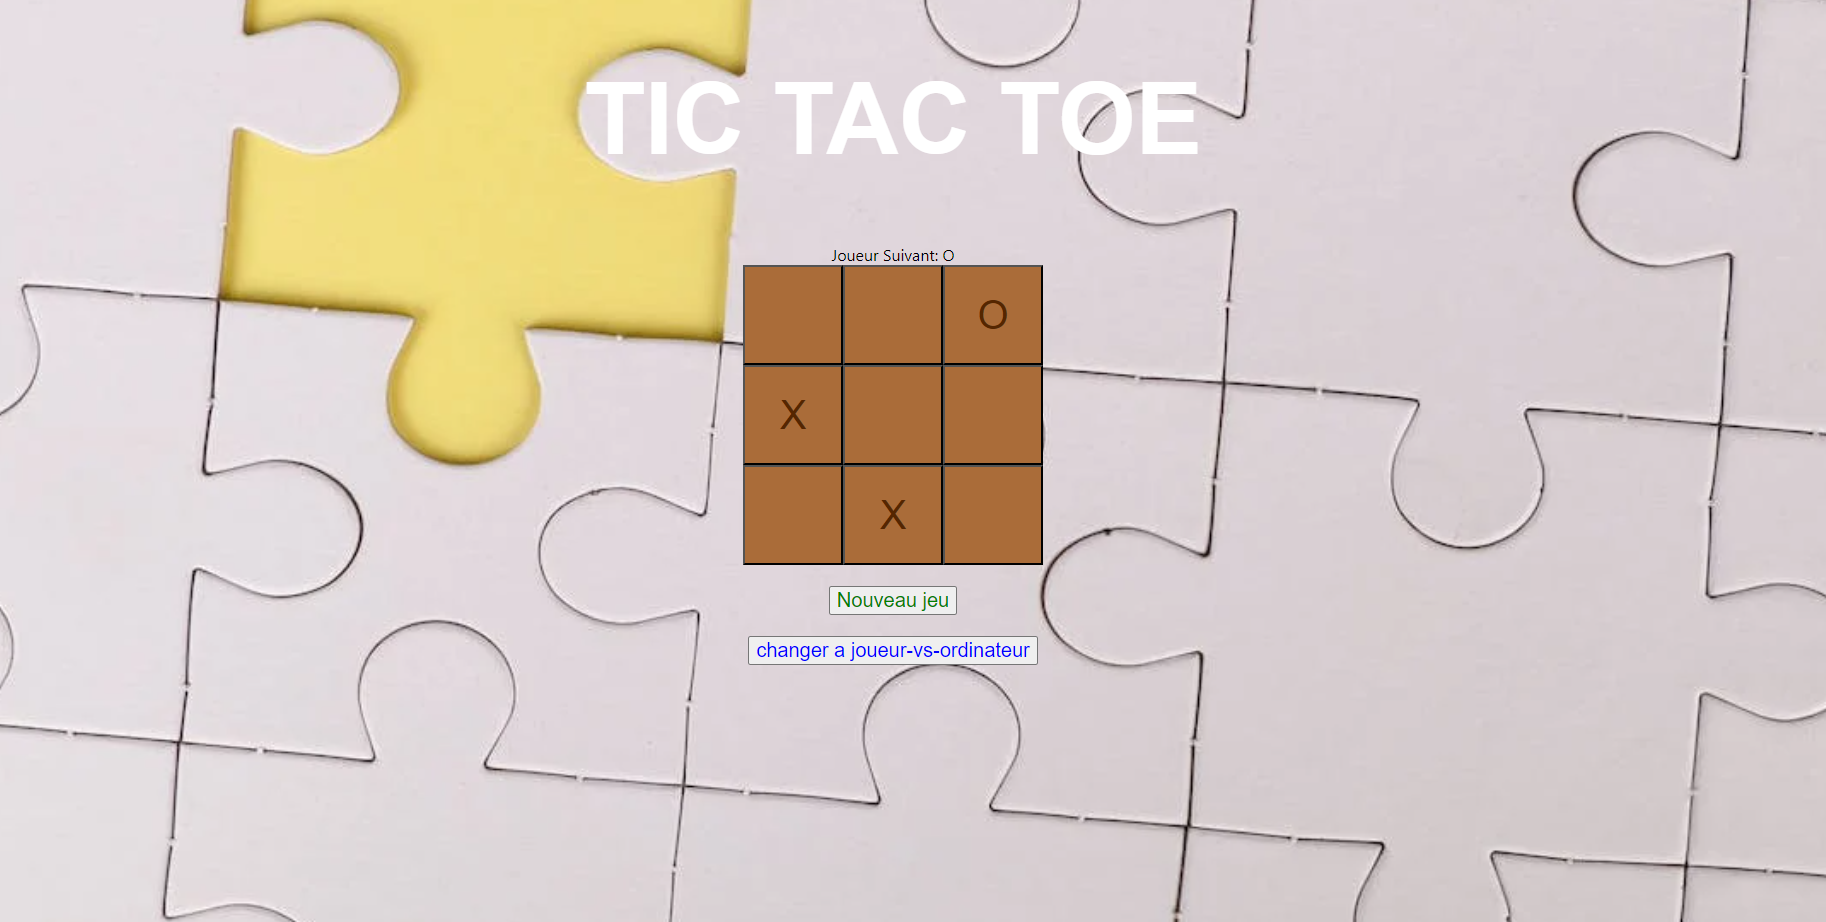 TIC TAC TOE
Joueur Suivant: O
O
X
X
Nouveau jeu
changer a joueur-vs-ordinateur